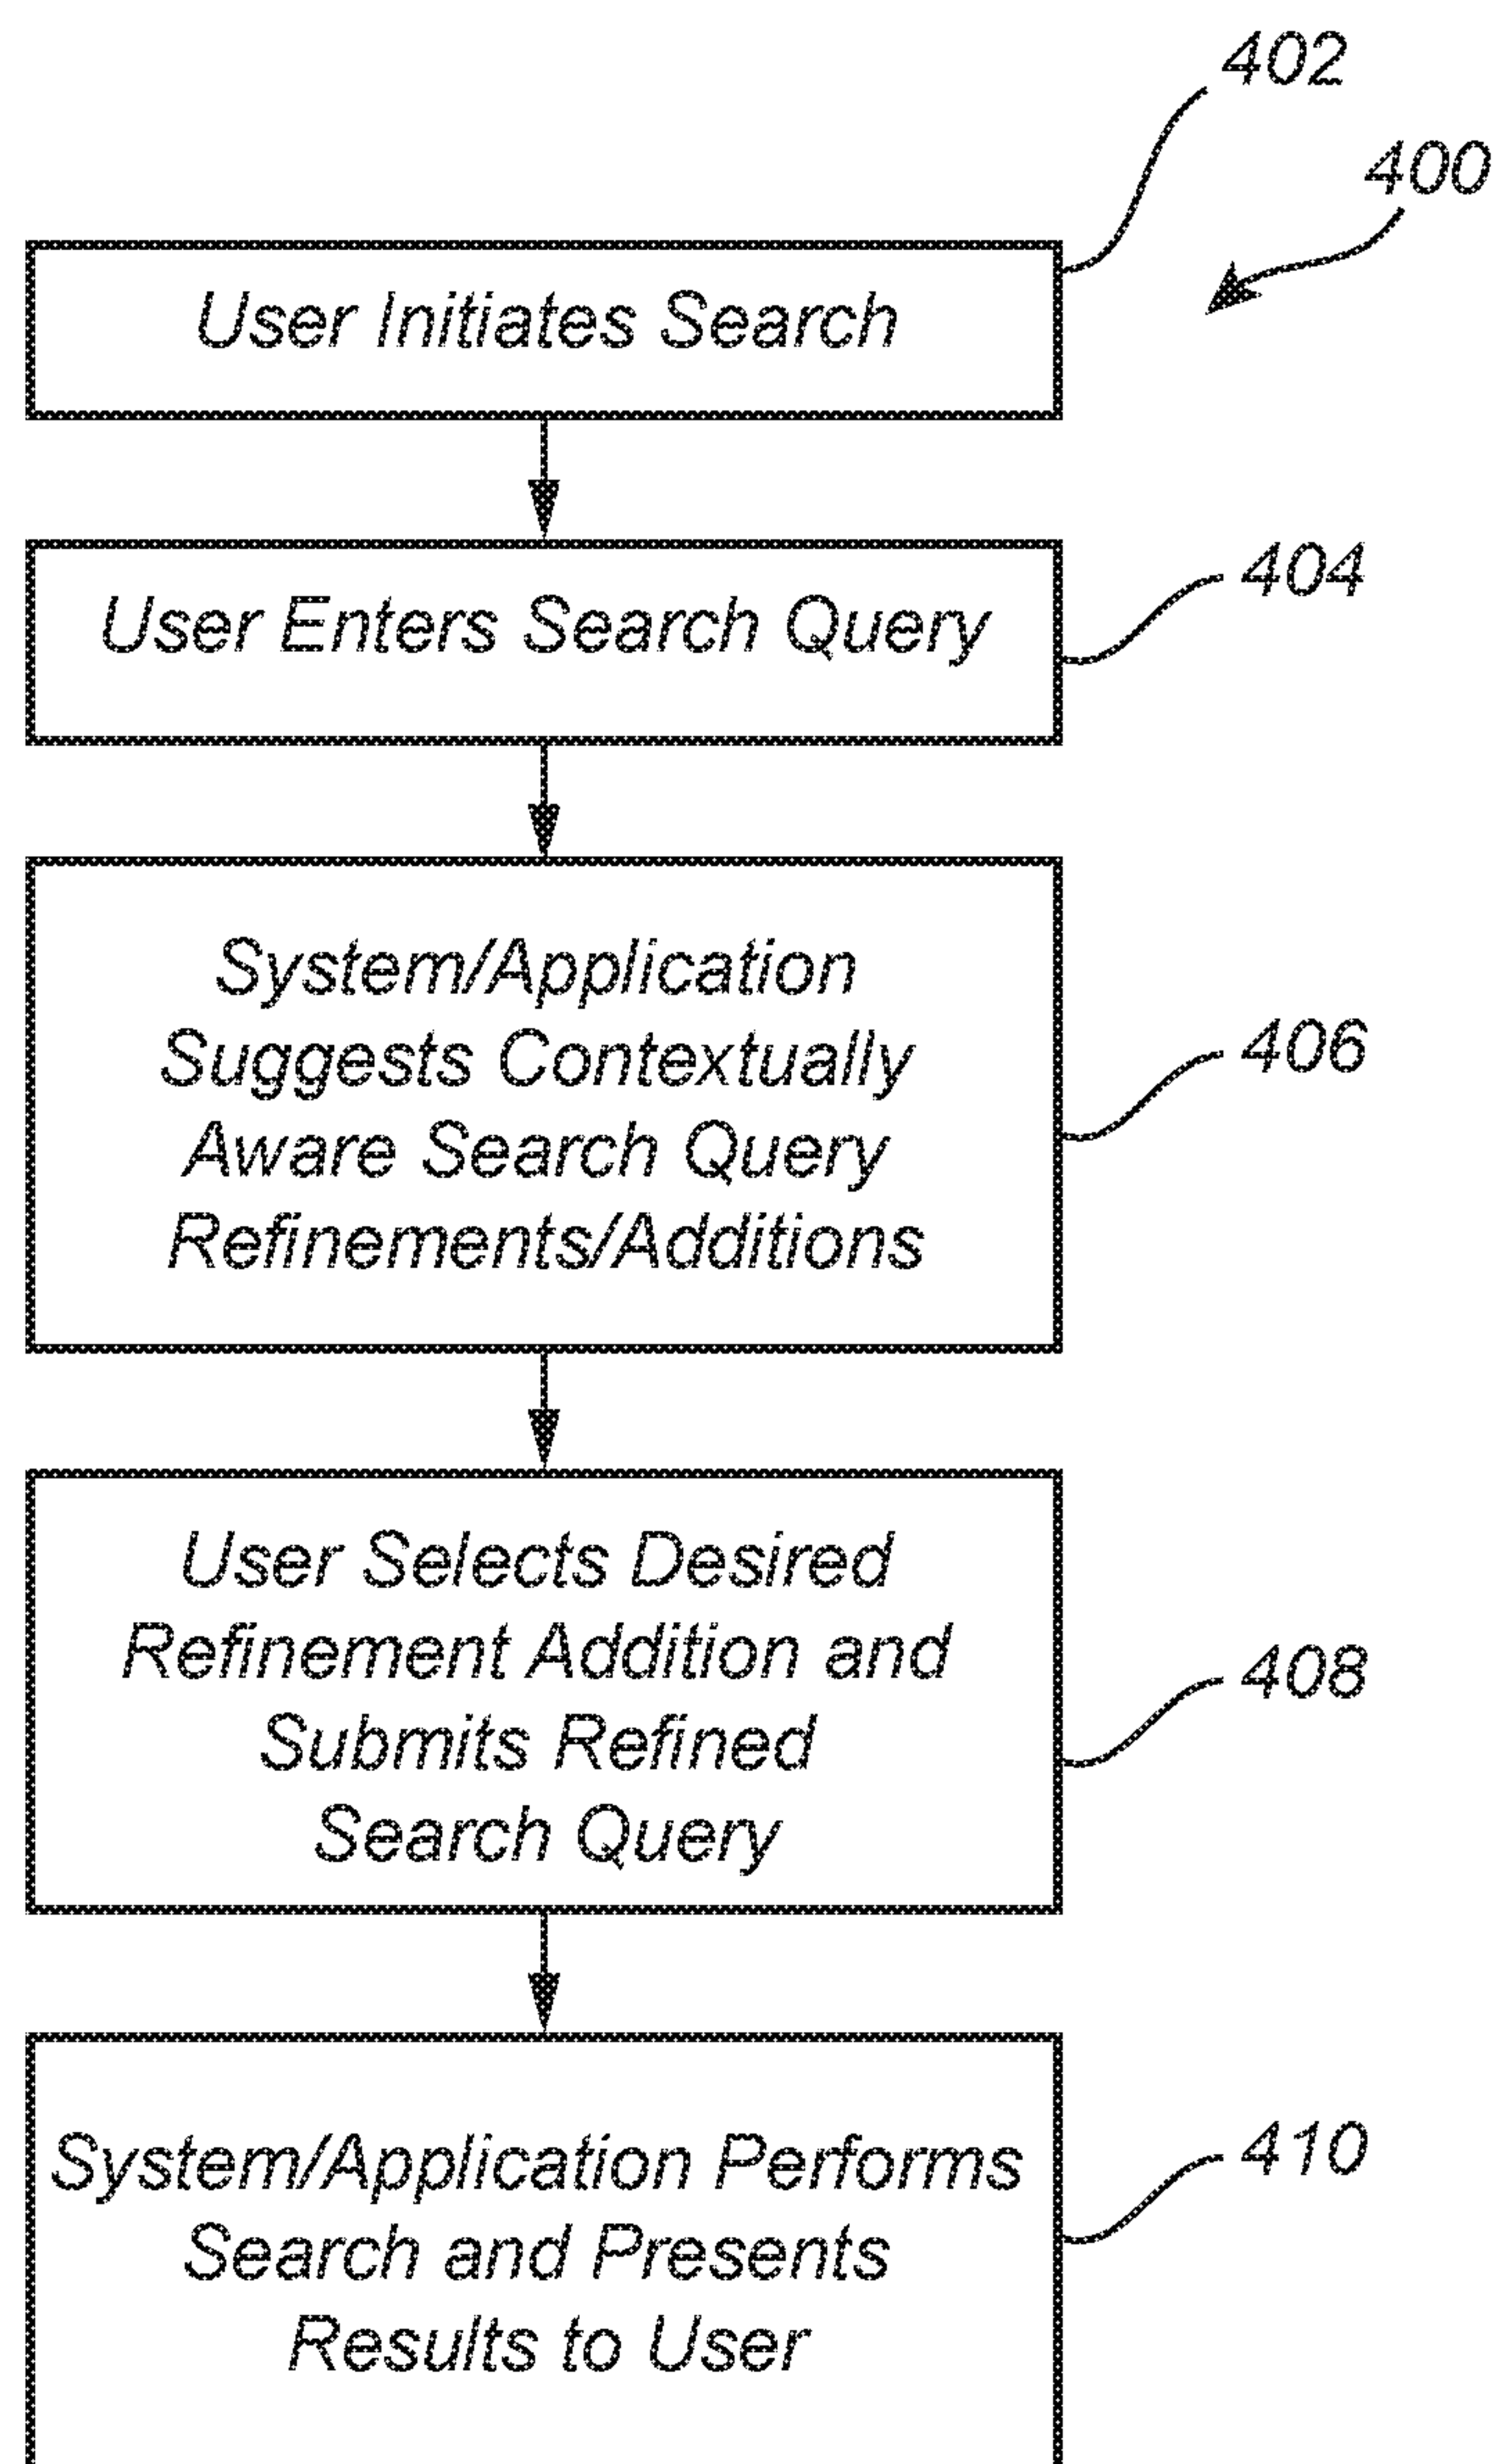 402
400
User Initiates Search
User Enters Search Query
404
System/Application
Suggests Contextually
Aware Search Query
Refinements/Additions
406
User Selects Desired
Refinement Addition and
Submits Refined
Search Query
408
System/Application Performs
Search and Presents
Results to User
410